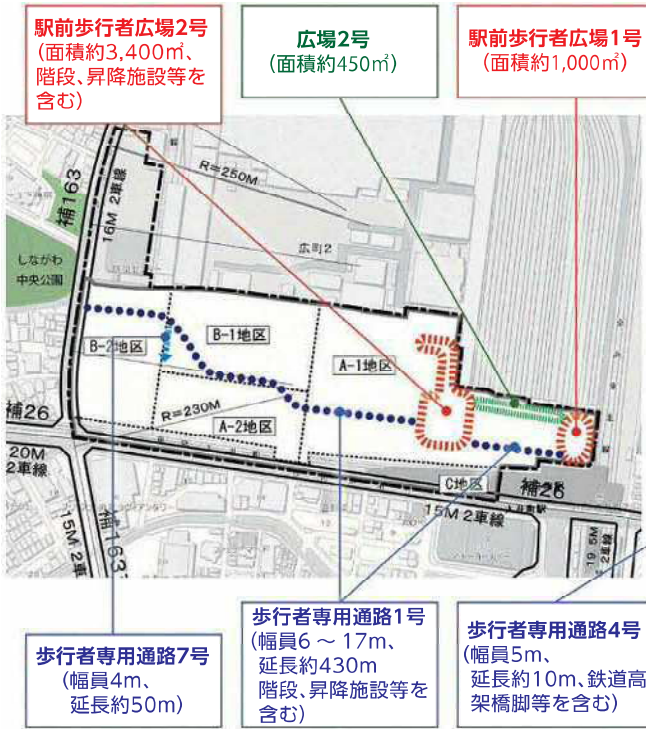 駅前歩行者広場2号
(面積約3,400㎡、
階段、昇降施設等を
含む)
広場2号
(面積約450㎡)
駅前歩行者広場1号
(面積約1,000㎡)
補163
16M 2車線
R=250M
広町2
しながわ
中央公園
B-2地区
B-1地区
A-1地区
R=230M
A-2地区
C地区
補26
20M
2車線
補26
15M 2車線
15M 2車線
補163
19.5M
2車線
歩行者専用通路7号
(幅員4m、
延長約50m)
歩行者専用通路1号
(幅員6～17m、
延長約430m
階段、昇降施設等を
含む)
歩行者専用通路4号
(幅員5m、
延長約10m、鉄道高
架橋脚等を含む)